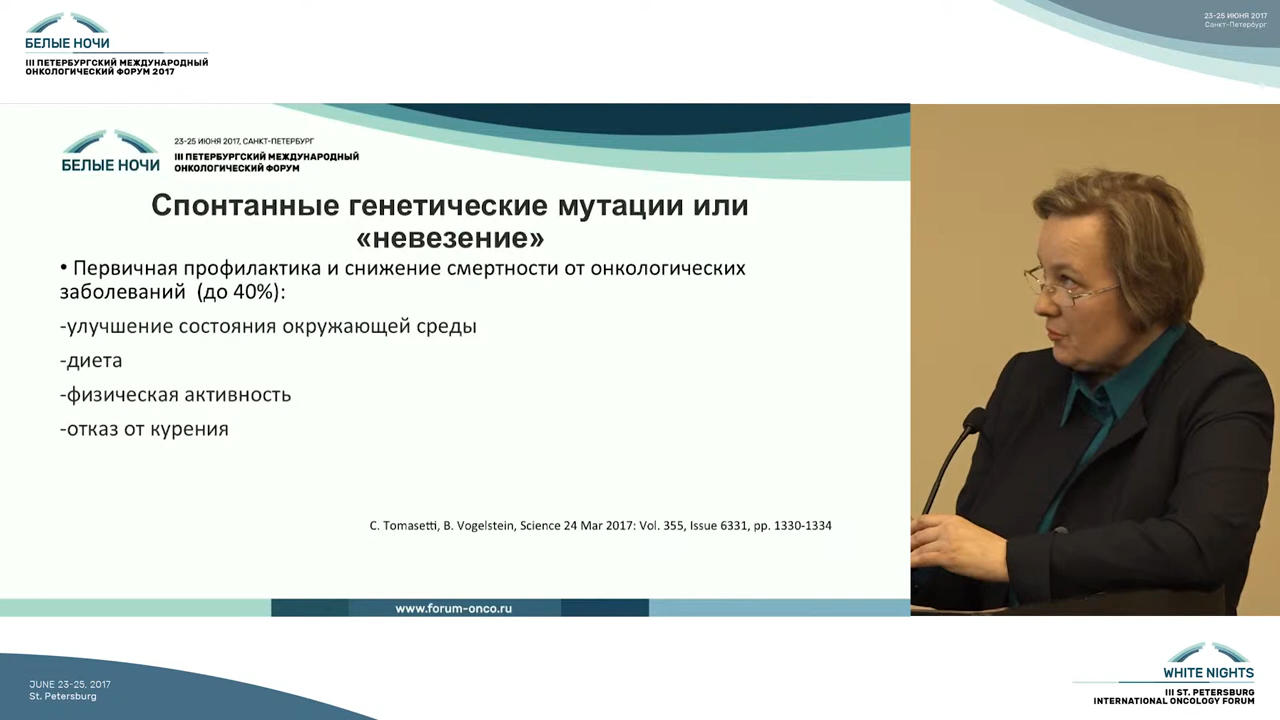 БЕЛЫЕ НОЧИ
III ПЕТЕРБУРГСКИЙ МЕЖДУНАРОДНЫЙ
ОНКОЛОГИЧЕСКИЙ ФОРУМ 2017
23-25 ИЮНЯ 2017
Санкт-Петербург
БЕЛЫЕ НОЧИ
23-25 ИЮНЯ 2017, САНКТ-ПЕТЕРБУРГ
III ПЕТЕРБУРГСКИЙ МЕЖДУНАРОДНЫЙ
ОНКОЛОГИЧЕСКИЙ ФОРУМ
Спонтанные генетические мутации или
«невезение»
• Первичная профилактика и снижение смертности от онкологических
заболеваний (до 40%):
-улучшение состояния окружающей среды
-диета
-физическая активность
-отказ от курения
C. Tomasetti, B. Vogelstein, Science 24 Mar 2017: Vol. 355, Issue 6331, pp. 1330-1334
www.forum-onco.ru
JUNE 23-25, 2017
St. Petersburg
WHITE NIGHTS
III ST. PETERSBURG
INTERNATIONAL ONCOLOGY FORUM